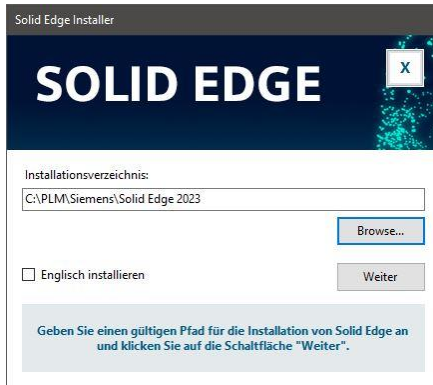 Solid Edge Installer
SOLID EDGE
X
Installationsverzeichnis:
C:\PLM\Siemens\Solid Edge 2023
Browse...
Englisch installieren
Weiter
Geben Sie einen gültigen Pfad für die Installation von Solid Edge an
und klicken Sie auf die Schaltfläche "Weiter".